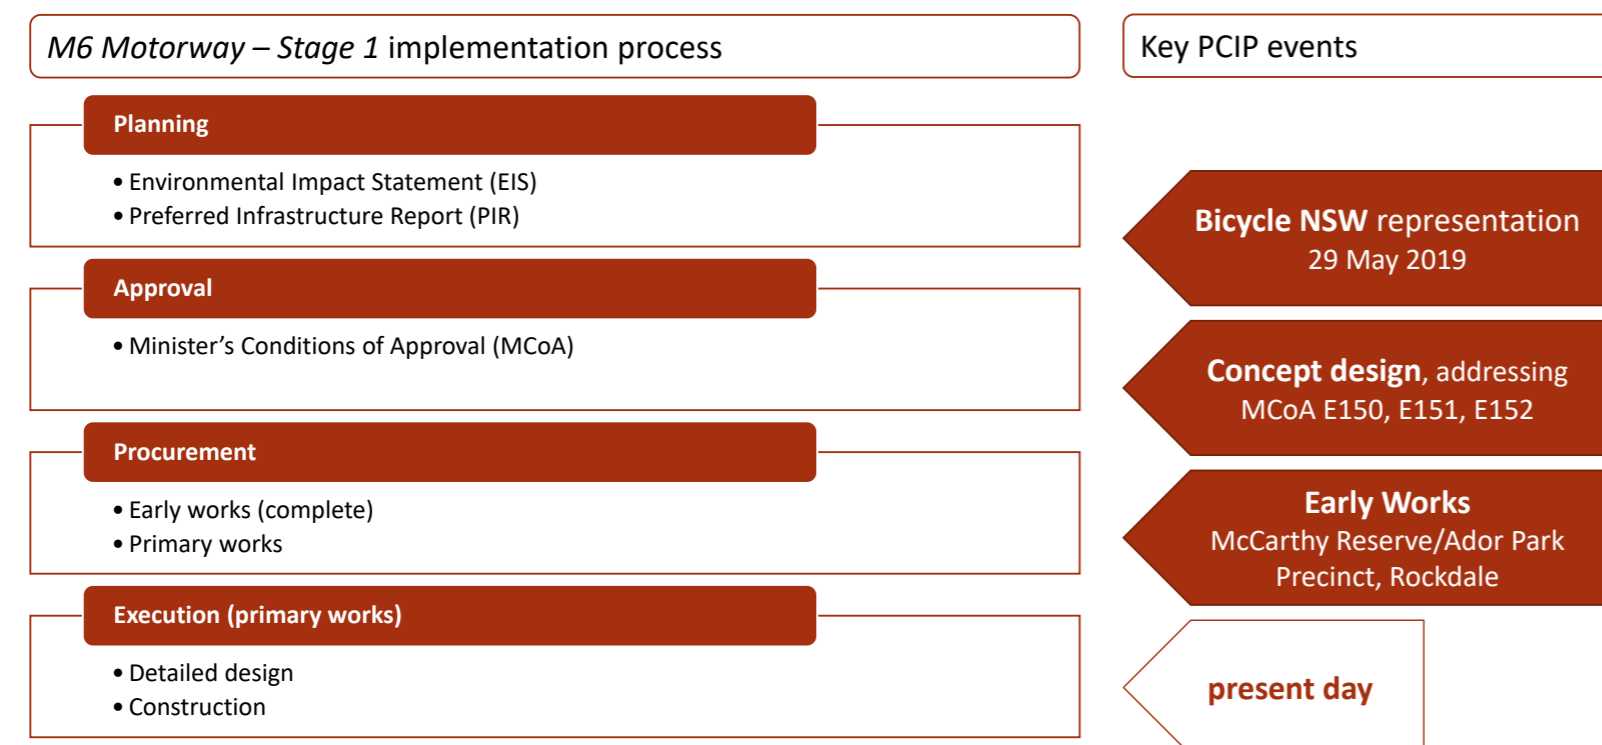 M6 Motorway – Stage 1 implementation process
Planning
• Environmental Impact Statement (EIS)
• Preferred Infrastructure Report (PIR)
Approval
• Minister’s Conditions of Approval (MCoA)
Procurement
• Early works (complete)
• Primary works
Execution (primary works)
• Detailed design
• Construction
Key PCIP events
Bicycle NSW representation
29 May 2019
Concept design, addressing
MCoA E150, E151, E152
Early Works
McCarthy Reserve/Ador Park
Precinct, Rockdale
present day